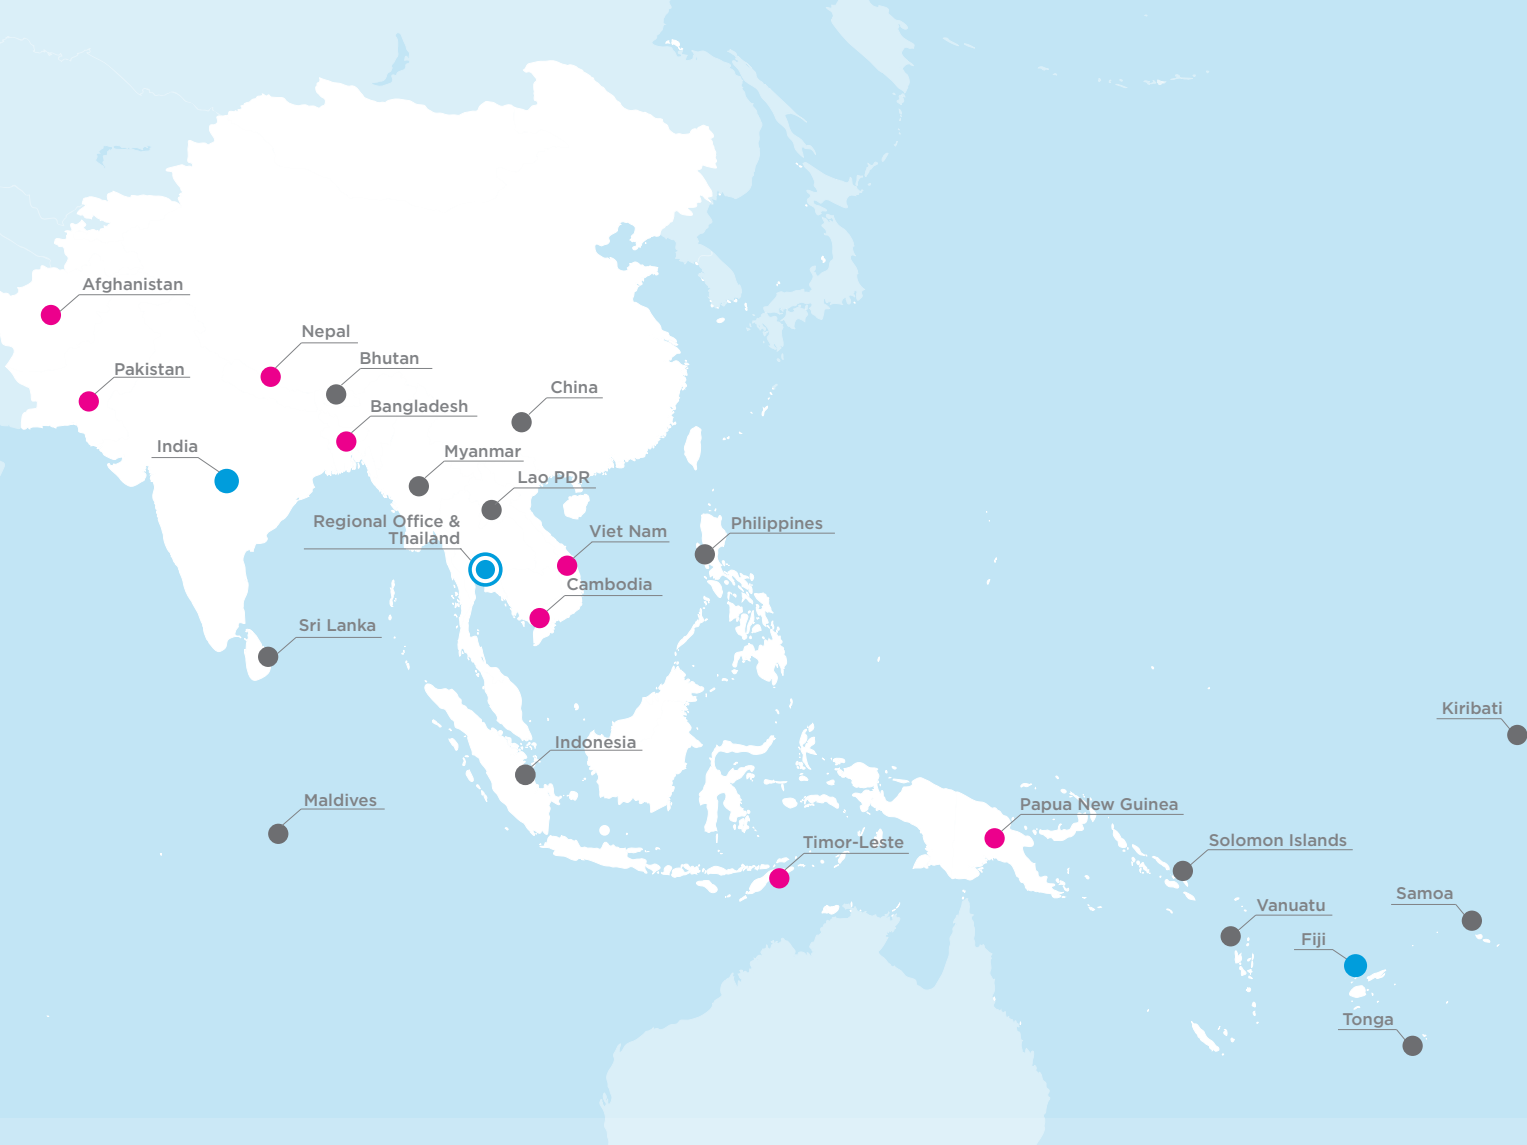 Afghanistan
Nepal
Bhutan
Pakistan
China
Bangladesh
India
Myanmar
Lao PDR
Regional Office &
Thailand
Viet Nam
Philippines
Cambodia
Sri Lanka
Kiribati
Indonesia
Maldives
Papua New Guinea
Timor-Leste
Solomon Islands
Samoa
Vanuatu
Fiji
Tonga